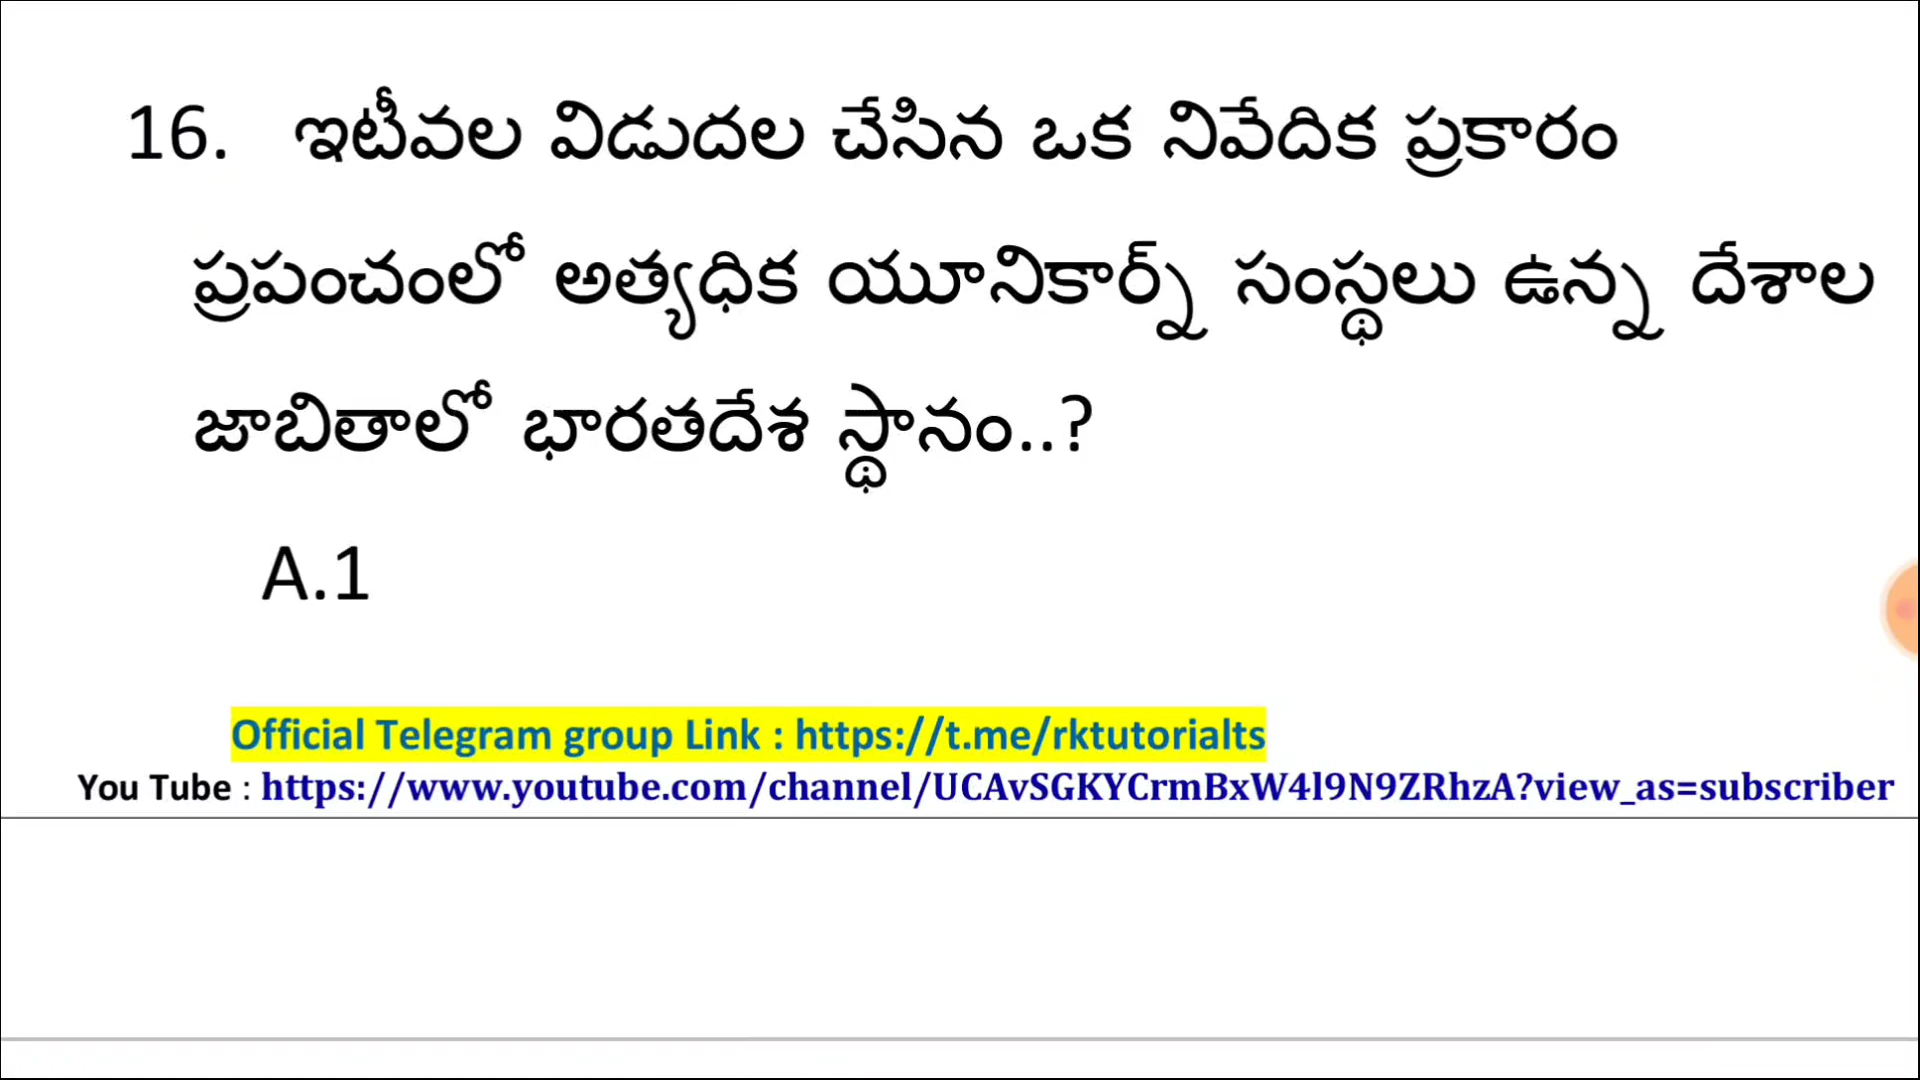 16. ఇటీవల విడుదల చేసిన ఒక నివేదిక ప్రకారం
ప్రపంచంలో అత్యధిక యూనికార్న్ సంస్థలు ఉన్న దేశాల
జాబితాలో భారతదేశ స్థానం..?
A.1
Official Telegram group Link : https://t.me/rktutorialts
You Tube : https://www.youtube.com/channel/UCAvSGKYCrmBxW4l9N9ZRhzA?view_as=subscriber